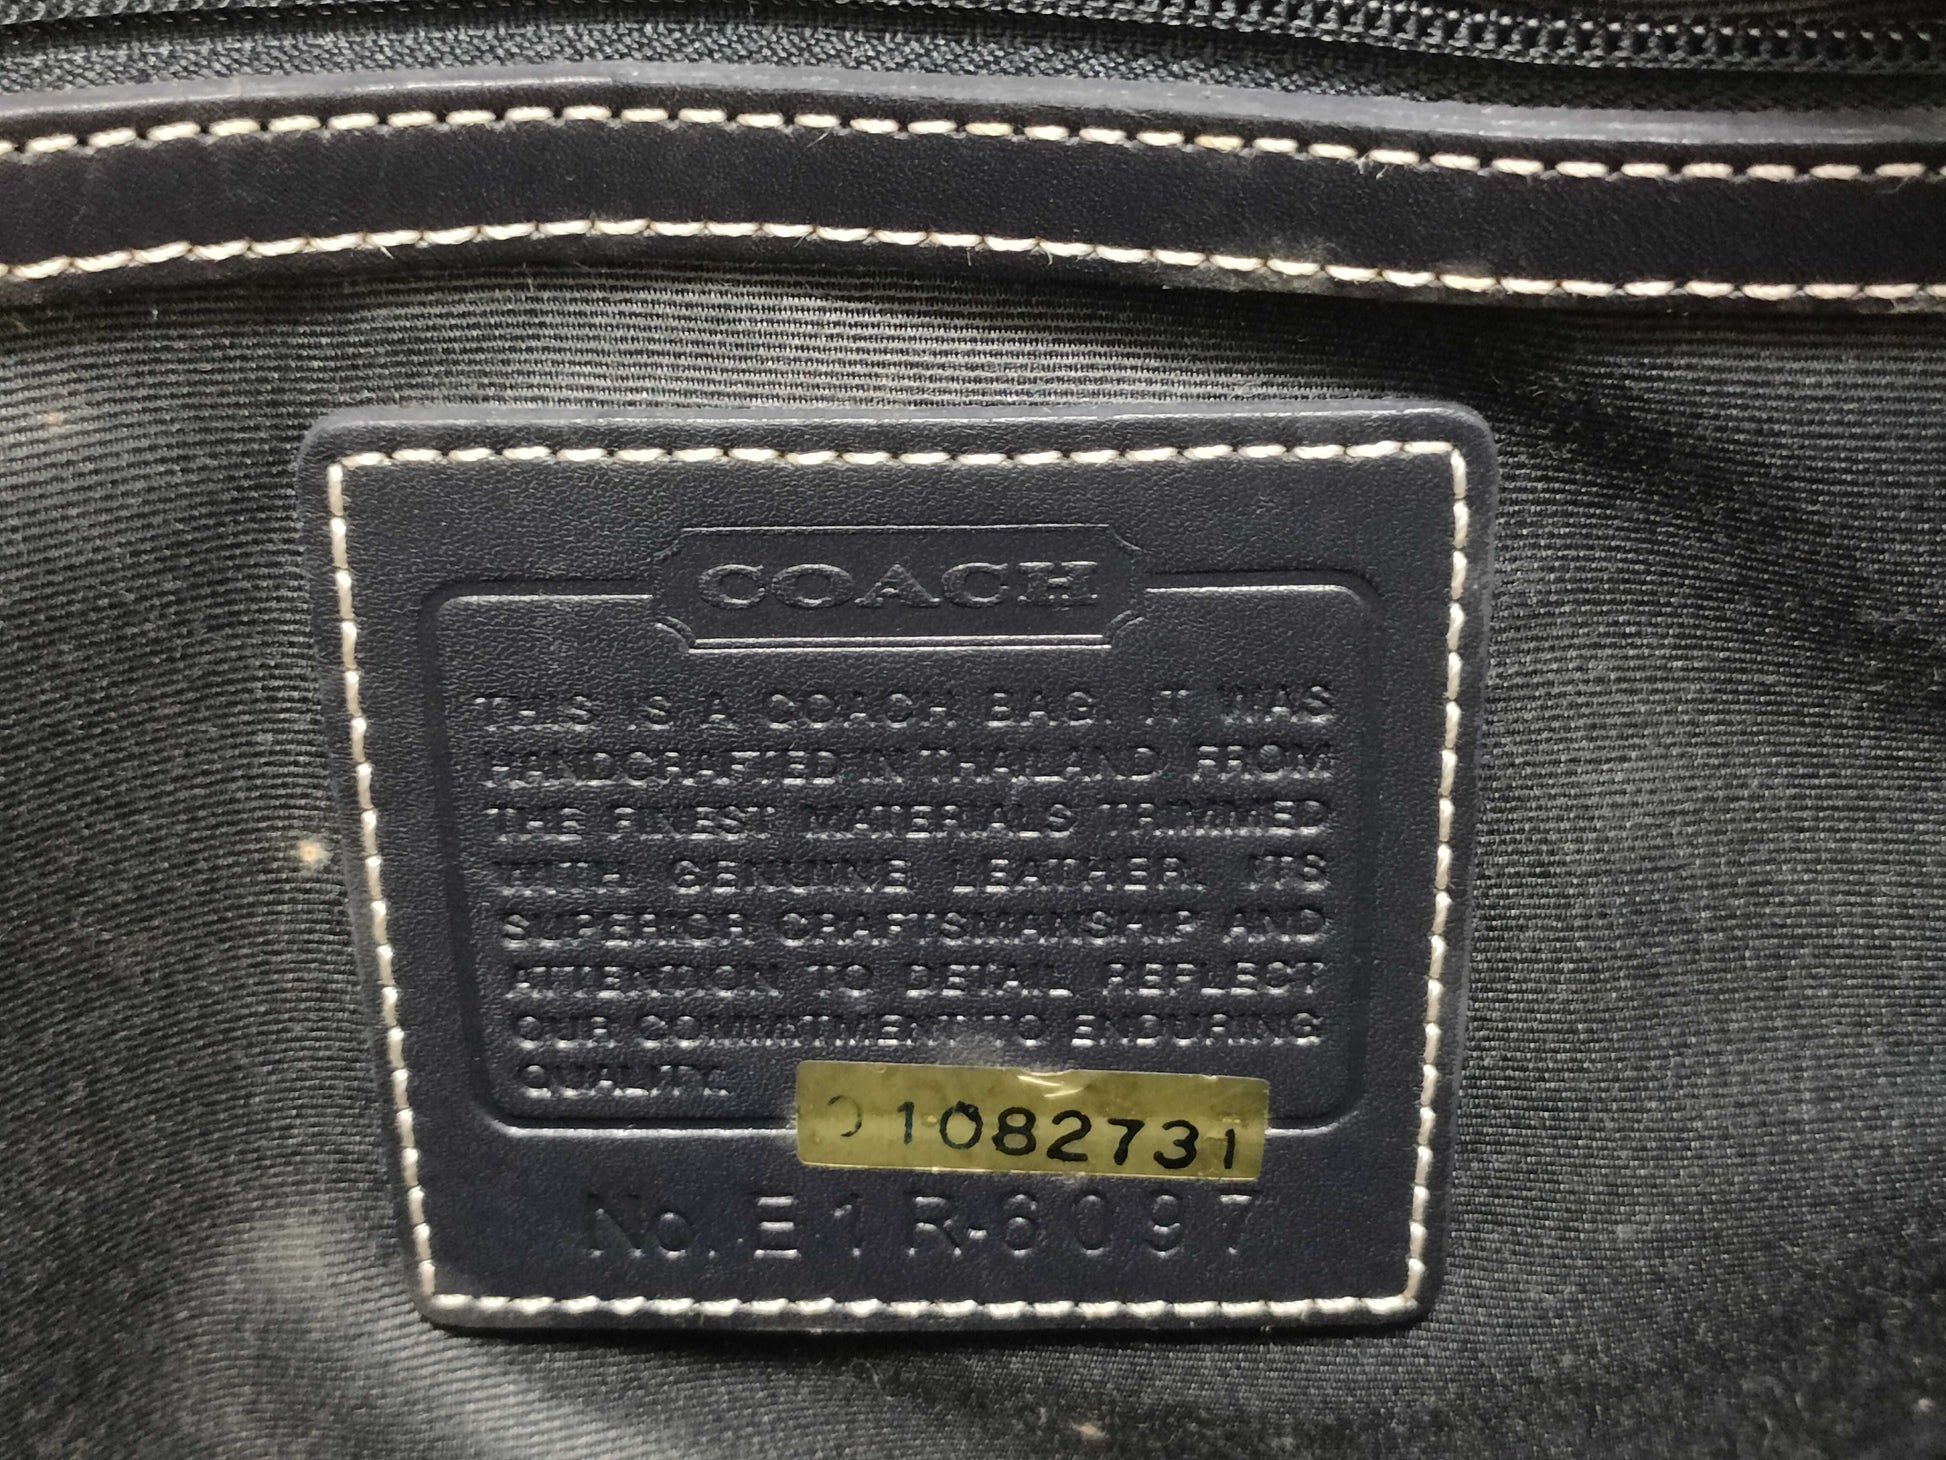 COACH
THIS IS A COACH BAG. IT WAS
HANDCRAFTED IN THAILAND FROM
THE FINEST MATERIALS TRIMMED
WITH GENUINE LEATHER. ITS
SUPERIOR CRAFTSMANSHIP AND
ATTENTION TO DETAIL REFLECT
OUR COMMITMENT TO ENDURING
QUALITY.
01082731
No. E1R-6097